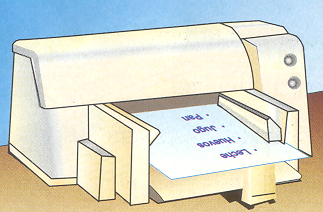 • Leche
• Huevos
• Jugo
• Pan